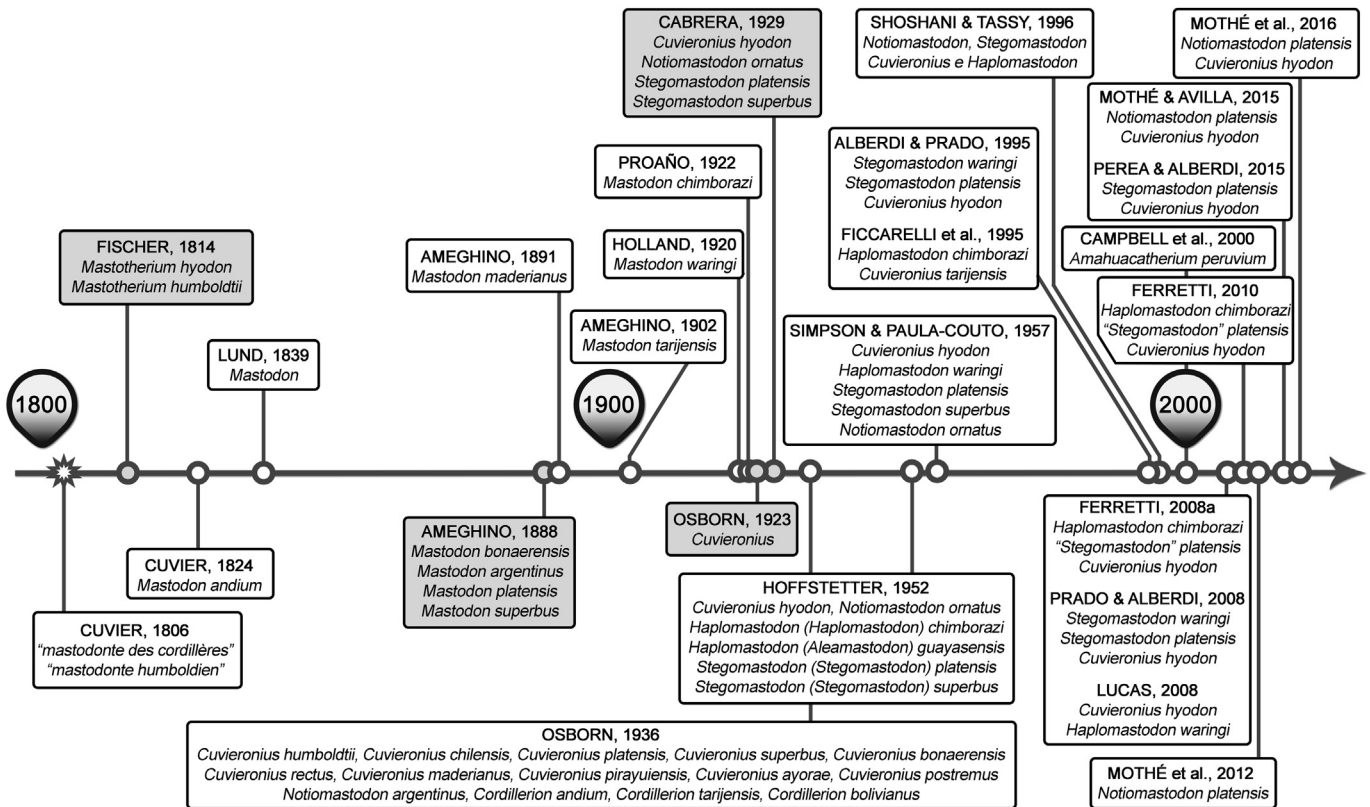 CABRERA, 1929
Cuvieronius hyodon
Notiomastodon ornatus
Stegomastodon platensis
Stegomastodon superbus
SHOSHANI & TASSY, 1996
Notiomastodon, Stegomastodon
Cuvieronius e Haplomastodon
MOTHÉ et al., 2016
Notiomastodon platensis
Cuvieronius hyodon
MOTHÉ & AVILLA, 2015
Notiomastodon platensis
Cuvieronius hyodon
PEREA & ALBERDI, 2015
Stegomastodon platensis
Cuvieronius hyodon
ALBERDI & PRADO, 1995
Stegomastodon waringi
Stegomastodon platensis
Cuvieronius hyodon
FICCARELLI et al., 1995
Haplomastodon chimborazi
Cuvieronius tarijensis
PROAÑO, 1922
Mastodon chimborazi
FISCHER, 1814
Mastotherium hyodon
Mastotherium humboldtii
AMEGHINO, 1891
Mastodon maderianus
HOLLAND, 1920
Mastodon waringi
CAMPBELL et al., 2000
Amahuacatherium peruvium
FERRETTI, 2010
Haplomastodon chimborazi
“Stegomastodon” platensis
Cuvieronius hyodon
LUND, 1839
Mastodon
AMEGHINO, 1902
Mastodon tarijensis
SIMPSON & PAULA-COUTO, 1957
Cuvieronius hyodon
Haplomastodon waringi
Stegomastodon platensis
Stegomastodon superbus
Notiomastodon ornatus
1800
1900
2000
CUVIER, 1824
Mastodon andium
AMEGHINO, 1888
Mastodon bonaerensis
Mastodon argentinus
Mastodon platensis
Mastodon superbus
OSBORN, 1923
Cuvieronius
FERRETTI, 2008a
Haplomastodon chimborazi
“Stegomastodon” platensis
Cuvieronius hyodon
PRADO & ALBERDI, 2008
Stegomastodon waringi
Stegomastodon platensis
Cuvieronius hyodon
LUCAS, 2008
Cuvieronius hyodon
Haplomastodon waringi
CUVIER, 1806
“mastodonte des cordillères”
“mastodonte humboldien”
HOFFSTETTER, 1952
Cuvieronius hyodon, Notiomastodon ornatus
Haplomastodon (Haplomastodon) chimborazi
Haplomastodon (Aleamastodon) guayasensis
Stegomastodon (Stegomastodon) platensis
Stegomastodon (Stegomastodon) superbus
OSBORN, 1936
Cuvieronius humboldtii, Cuvieronius chilensis, Cuvieronius platensis, Cuvieronius superbus, Cuvieronius bonaerensis
Cuvieronius rectus, Cuvieronius maderianus, Cuvieronius pirayuiensis, Cuvieronius ayorae, Cuvieronius postremus
Notiomastodon argentinus, Cordillerion andium, Cordillerion tarijensis, Cordillerion bolivianus
MOTHÉ et al., 2012
Notiomastodon platensis